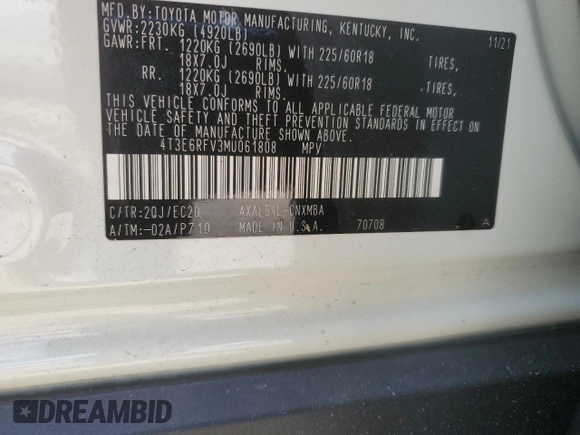 MFD.BY:TOYOTA MOTOR MANUFACTURING, KENTUCKY, INC.
GVWR:2230KG (4920LB) 11/21
GAWR:FRT. 1220KG (2690LB) WITH 225/60R18 TIRES,
18X7.0J RIMS,
RR. 1220KG (2690LB) WITH 225/60R18 TIRES,
18X7.0J RIMS,
THIS VEHICLE CONFORMS TO ALL APPLICABLE FEDERAL MOTOR
VEHICLE SAFETY AND THEFT PREVENTION STANDARDS IN EFFECT ON
THE DATE OF MANUFACTURE SHOWN ABOVE.
4T3E6RFV3MU061808 MPV
C/TR:2QJ/EC20 AXAL54L-CNXMBA
A/TM:-02A/P710 MADE IN U.S.A. 70708 A
DREAMBID